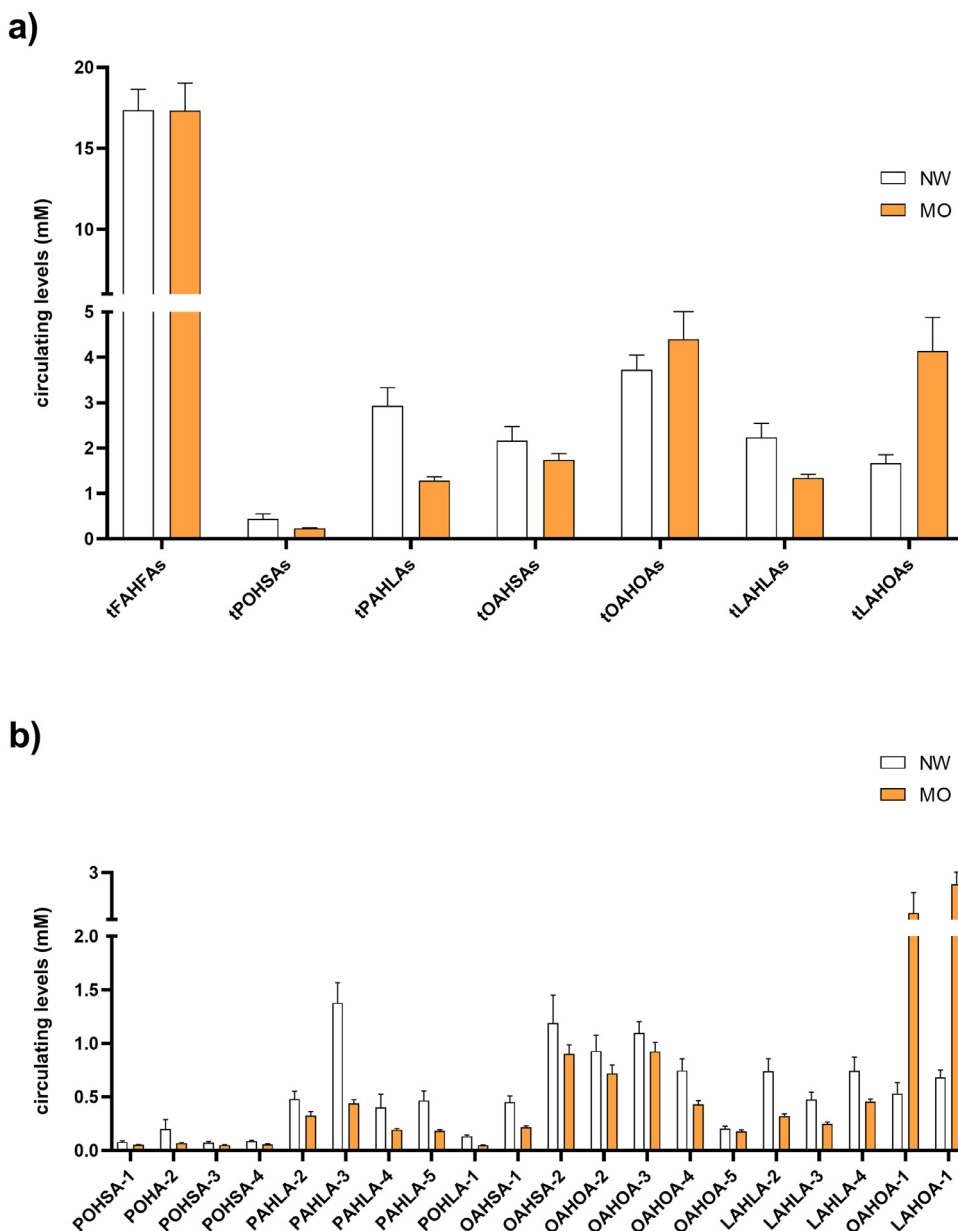 a)
20
15
10
5
4
3
2
1
0
circulating levels (mM)
NW
MO
tFAHFAs
tPOHSAs
tPAHLAs
tOAHSAs
tOAHOAs
tLAHLAs
tLAHOAs
b)
NW
MO
3
2.0
1.5
1.0
0.5
0.0
circulating levels (mM)
POHSA-1
POHA-2
POHSA-3
POHSA-4
PAHLA-2
PAHLA-3
PAHLA-4
PAHLA-5
POHLA-1
OAHSA-1
OAHSA-2
OAHOA-2
OAHOA-3
OAHOA-4
OAHOA-5
LAHLA-2
LAHLA-3
LAHLA-4
OAHOA-1
LAHOA-1